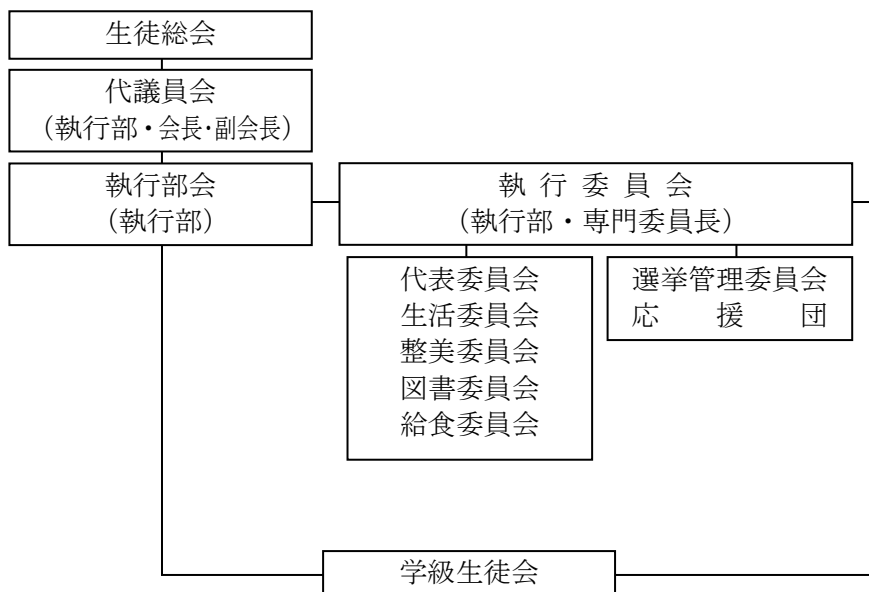 生徒総会
代議員会
(執行部・会長・副会長)
執行部会
(執行部)
執行委員会
(執行部・専門委員長)
代表委員会
生活委員会
整美委員会
図書委員会
給食委員会
選挙管理委員会
応援団
学級生徒会